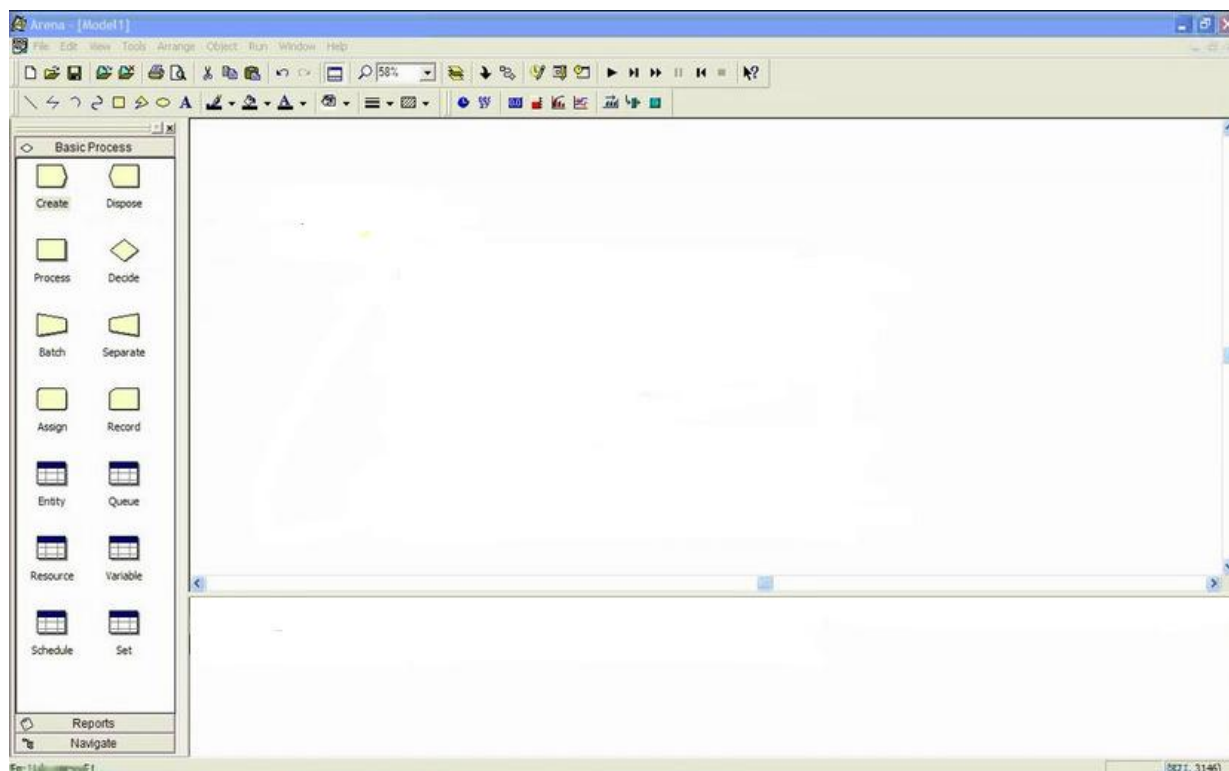 Arena - [Model1]
File Edit View Tools Arrange Object Run Window Help
58%
A A
Basic Process
Create Dispose
Process Decide
Batch Separate
Assign Record
Entity Queue
Resource Variable
Schedule Set
Reports
Navigate
3146)